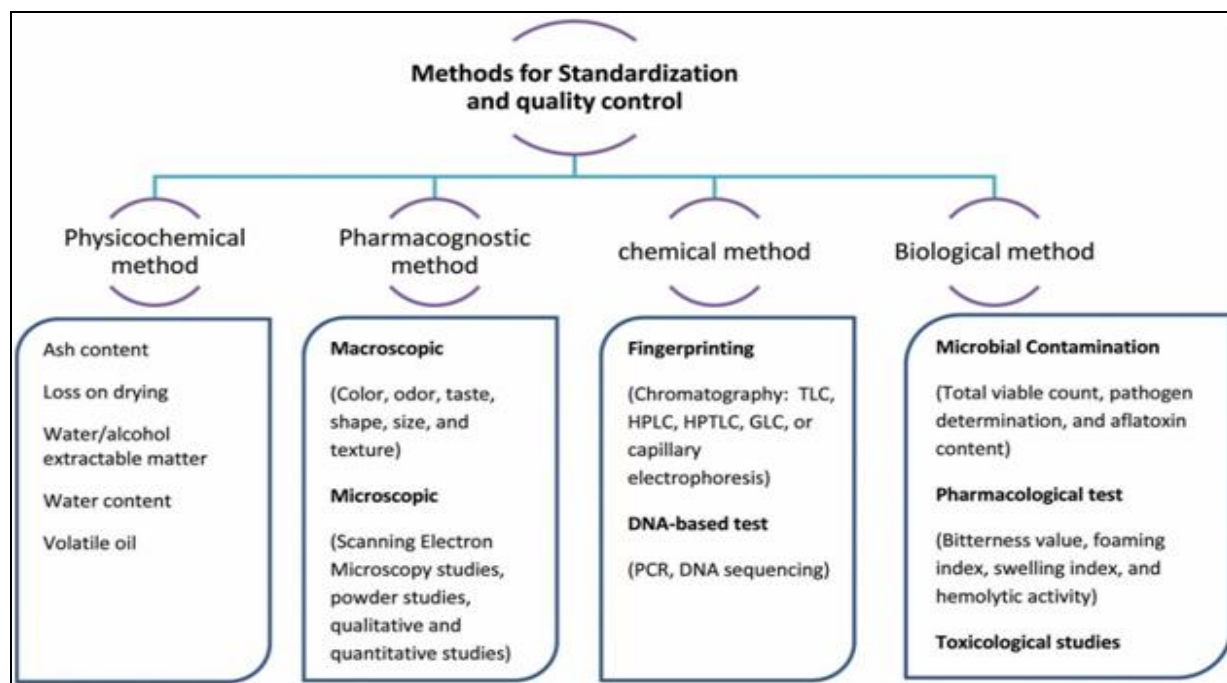 Methods for Standardization
and quality control
Physicochemical
method
Pharmacognostic
method
chemical method
Biological method
Ash content
Loss on drying
Water/alcohol
extractable matter
Water content
Volatile oil
Macroscopic
(Color, odor, taste,
shape, size, and
texture)
Microscopic
(Scanning Electron
Microscopy studies,
powder studies,
qualitative and
quantitative studies)
Fingerprinting
(Chromatography: TLC,
HPLC, HPTLC, GLC, or
capillary
electrophoresis)
DNA-based test
(PCR, DNA sequencing)
Microbial Contamination
(Total viable count, pathogen
determination, and aflatoxin
content)
Pharmacological test
(Bitterness value, foaming
index, swelling index, and
hemolytic activity)
Toxicological studies